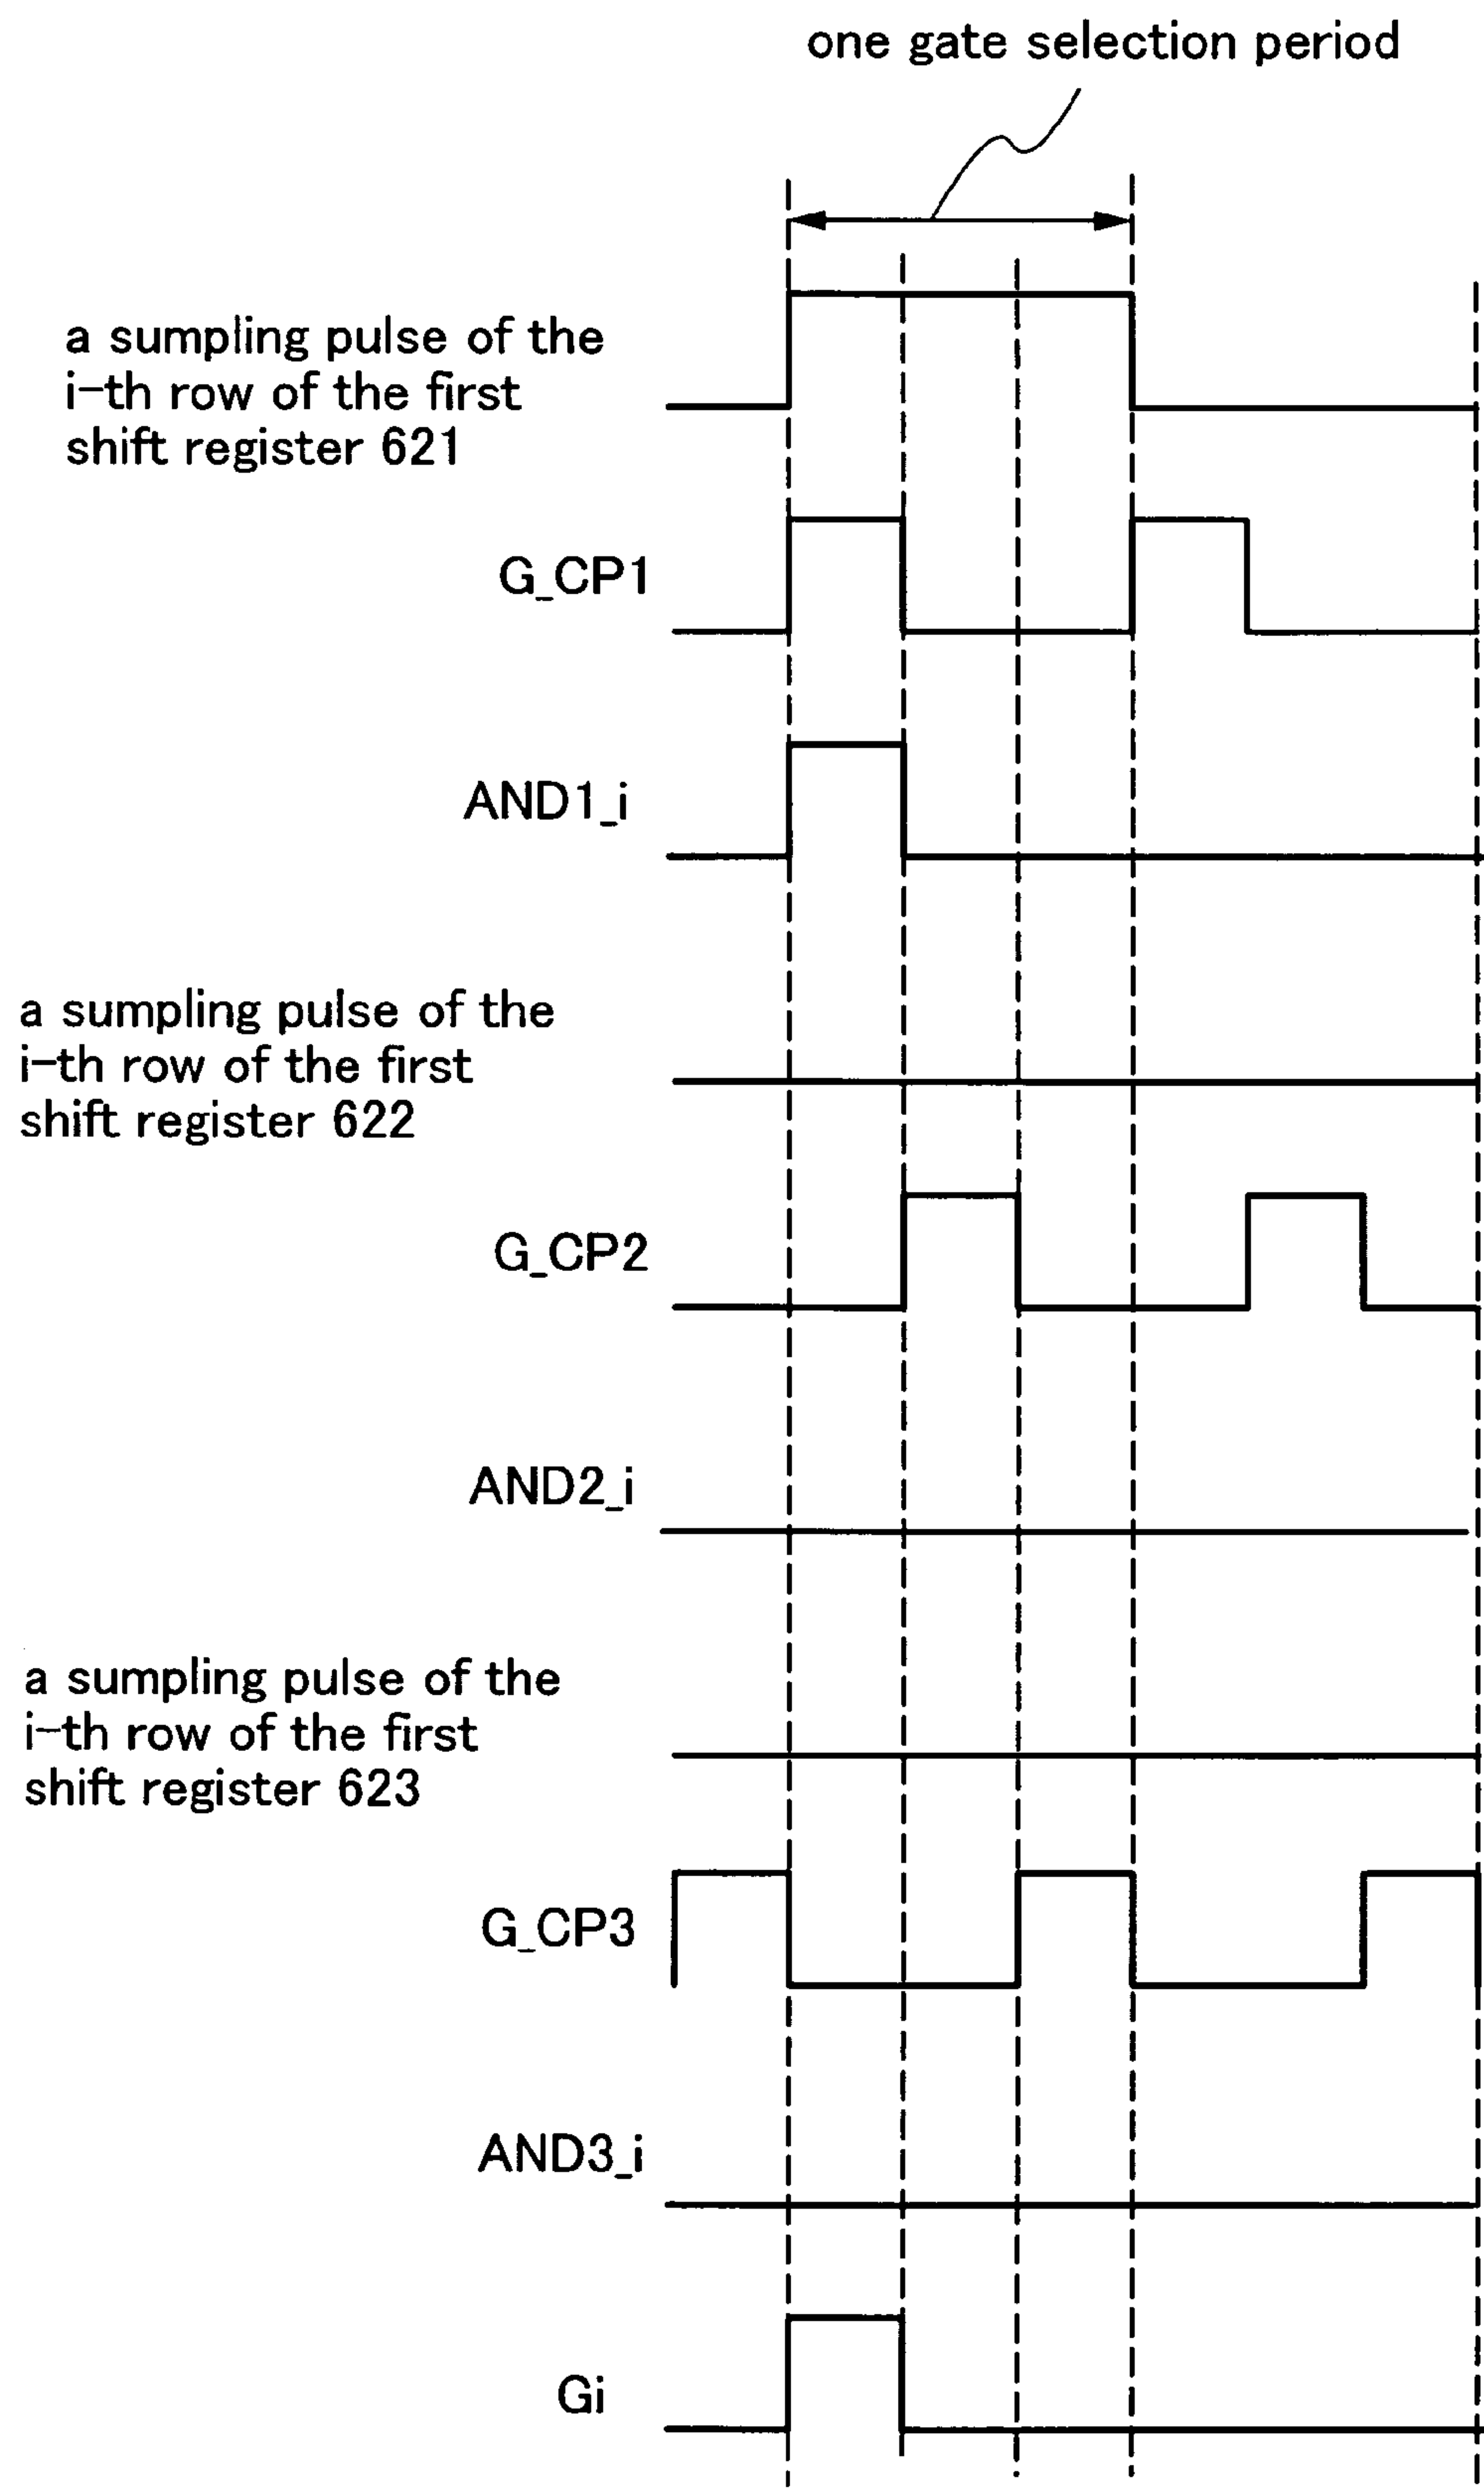 one gate selection period
a sumpling pulse of the
i-th row of the first
shift register 621
G_CP1
AND1_i
a sumpling pulse of the
i-th row of the first
shift register 622
G_CP2
AND2_i
a sumpling pulse of the
i-th row of the first
shift register 623
G_CP3
AND3_i
Gi